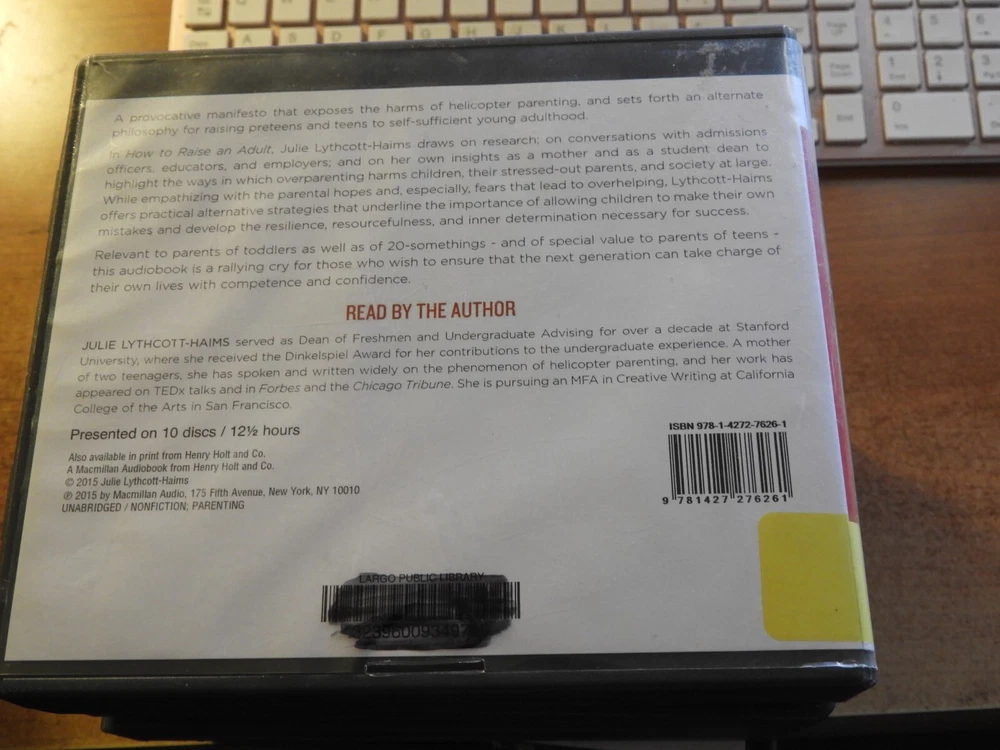 A provocative manifesto that exposes the harms of helicopter parenting, and sets forth an alternate
philosophy for raising preteens and teens to self-sufficient young adulthood.
In How to Raise an Adult, Julie Lythcott-Haims draws on research; on conversations with admissions
officers, educators, and employers; and on her own insights as a mother and as a student dean to
highlight the ways in which overparenting harms children, their stressed-out parents, and society at large.
While empathizing with the parental hopes and, especially, fears that lead to overhelping, Lythcott-Haims
offers practical alternative strategies that underline the importance of allowing children to make their own
mistakes and develop the resilience, resourcefulness, and inner determination necessary for success.
Relevant to parents of toddlers as well as of 20-somethings - and of special value to parents of teens -
this audiobook is a rallying cry for those who wish to ensure that the next generation can take charge of
their own lives with competence and confidence.
READ BY THE AUTHOR
JULIE LYTHCOTT-HAIMS served as Dean of Freshmen and Undergraduate Advising for over a decade at Stanford
University, where she received the Dinkelspiel Award for her contributions to the undergraduate experience. A mother
of two teenagers, she has spoken and written widely on the phenomenon of helicopter parenting, and her work has
appeared on TEDx talks and in Forbes and the Chicago Tribune. She is pursuing an MFA in Creative Writing at California
College of the Arts in San Francisco.
Presented on 10 discs / 12½ hours
Also available in print from Henry Holt and Co.
A Macmillan Audiobook from Henry Holt and Co.
© 2015 Julie Lythcott-Haims
℗ 2015 by Macmillan Audio, 175 Fifth Avenue, New York, NY 10010
UNABRIDGED / NONFICTION; PARENTING
ISBN 978-1-4272-7626-1
9 781427 276261
LARGO PUBLIC LIBRARY
A S D F G H
Page Down
End
4 5 6
1 End
2
3
0 Ins